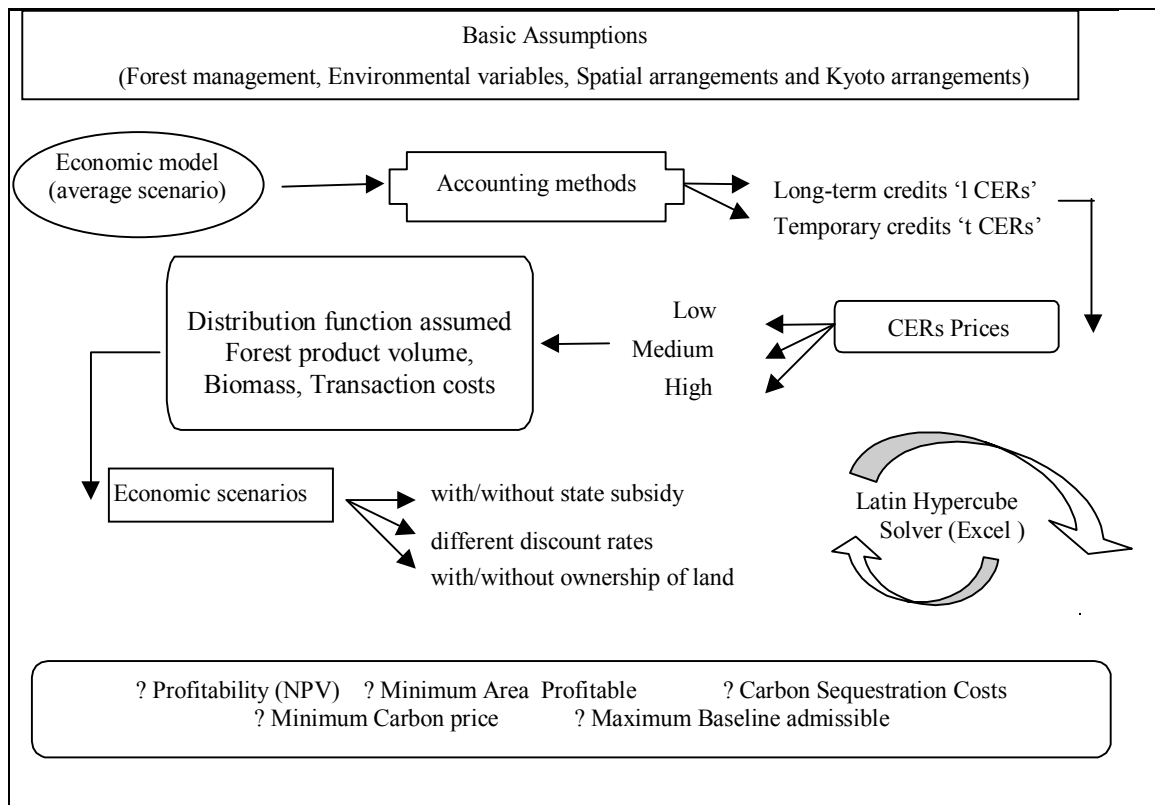 Basic Assumptions
(Forest management, Environmental variables, Spatial arrangements and Kyoto arrangements)
Economic model
(average scenario)
Accounting methods
Long-term credits ‘l CERs’
Temporary credits ‘t CERs’
CERs Prices
Low
Medium
High
Distribution function assumed
Forest product volume,
Biomass, Transaction costs
Economic scenarios
with/without state subsidy
different discount rates
with/without ownership of land
Latin Hypercube
Solver (Excel )
.
? Profitability (NPV) ? Minimum Area Profitable ? Carbon Sequestration Costs
? Minimum Carbon price ? Maximum Baseline admissible